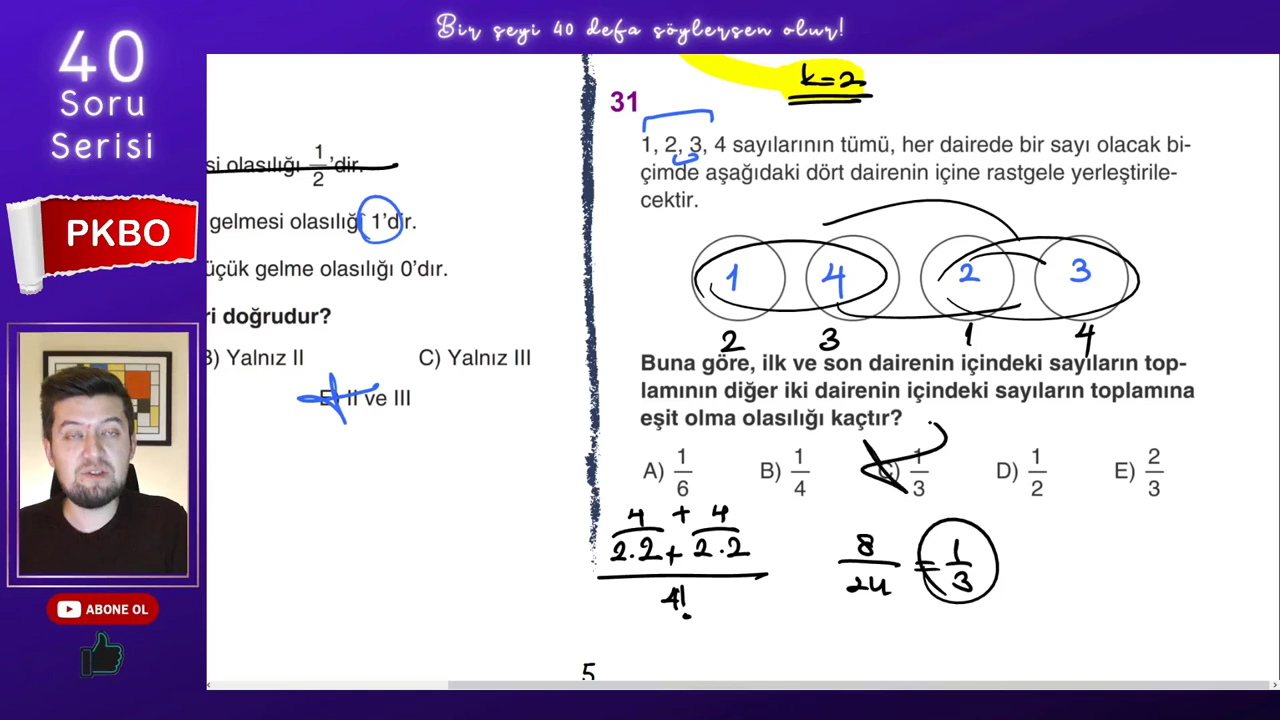 Bir şeyi 40 defa söylersen olur!
40
Soru
Serisi
PKBO
ABONE OL
si olasılığı 1/2'dir.
gelmesi olasılığı 1'dir.
üçük gelme olasılığı 0'dır.
ri doğrudur?
B) Yalnız II C) Yalnız III
E) II ve III
k=2
31
1, 2, 3, 4 sayılarının tümü, her dairede bir sayı olacak bi-
çimde aşağıdaki dört dairenin içine rastgele yerleştirile-
cektir.
1 4 2 3
2 3 1 4
Buna göre, ilk ve son dairenin içindeki sayıların top-
lamının diğer iki dairenin içindeki sayıların toplamına
eşit olma olasılığı kaçtır?
A) 1/6 B) 1/4 C) 1/3 D) 1/2 E) 2/3
4 + 4
2.2 + 2.2
4!
8/24 = 1/3
5